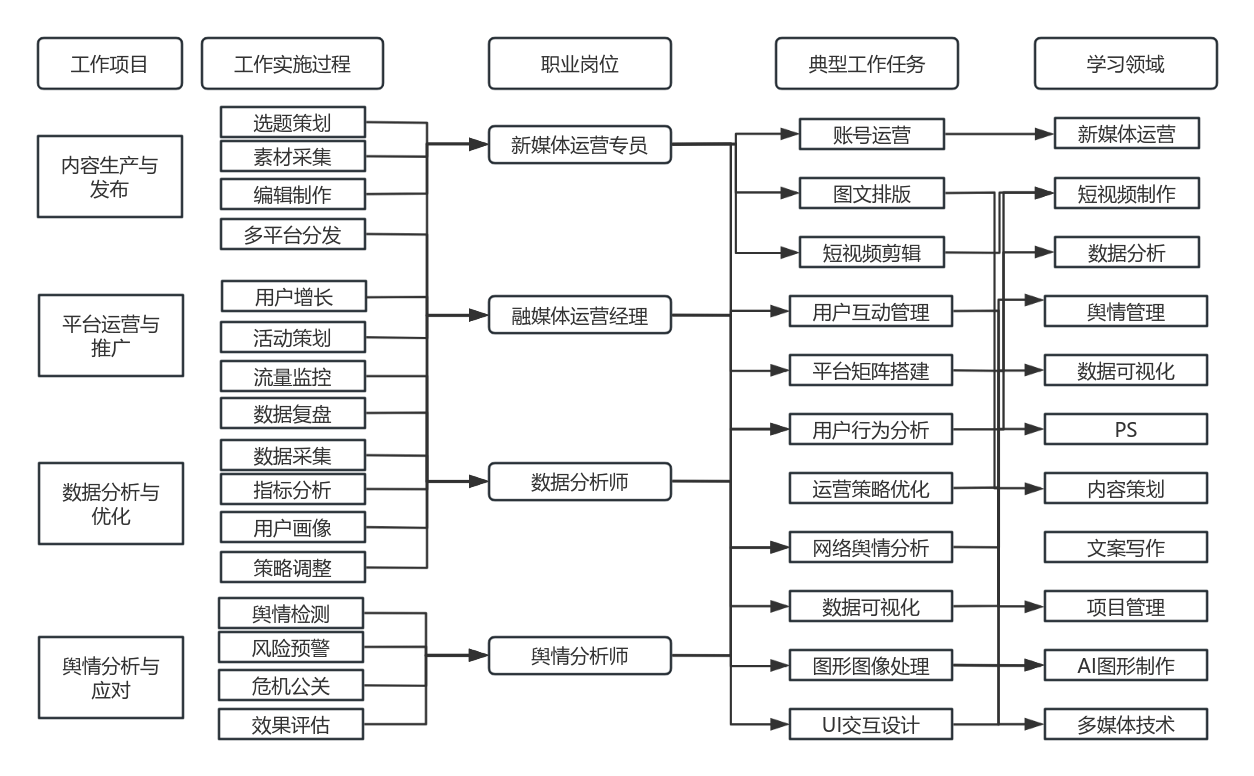 工作项目
工作实施过程
职业岗位
典型工作任务
学习领域
内容生产与
发布
平台运营与
推广
数据分析与
优化
舆情分析与
应对
选题策划
素材采集
编辑制作
多平台分发
用户增长
活动策划
流量监控
数据复盘
数据采集
指标分析
用户画像
策略调整
舆情检测
风险预警
危机公关
效果评估
新媒体运营专员
融媒体运营经理
数据分析师
舆情分析师
账号运营
图文排版
短视频剪辑
用户互动管理
平台矩阵搭建
用户行为分析
运营策略优化
网络舆情分析
数据可视化
图形图像处理
UI交互设计
新媒体运营
短视频制作
数据分析
舆情管理
数据可视化
PS
内容策划
文案写作
项目管理
AI图形制作
多媒体技术